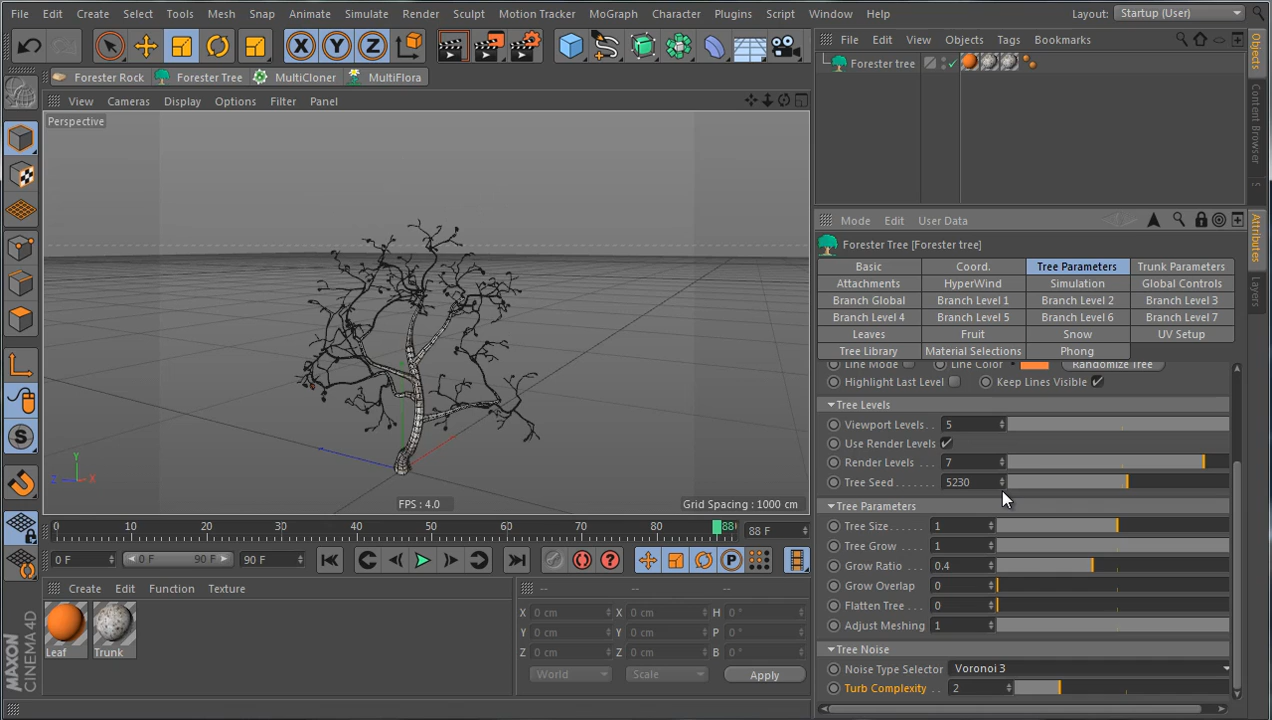 File Edit Create Select Tools Mesh Snap Animate Simulate Render Sculpt Motion Tracker MoGraph Character Plugins Script Window Help Layout: Startup (User)
X Y Z
File Edit View Objects Tags Bookmarks
Forester tree
Forester Rock Forester Tree MultiCloner MultiFlora
View Cameras Display Options Filter Panel
Perspective
Y
Z X
FPS : 4.0
Grid Spacing : 1000 cm
Objects
Content Browser
S
Attributes
Layers
Mode Edit User Data
Forester Tree [Forester tree]
Basic Coord. Tree Parameters Trunk Parameters
Attachments HyperWind Simulation Global Controls
Branch Global Branch Level 1 Branch Level 2 Branch Level 3
Branch Level 4 Branch Level 5 Branch Level 6 Branch Level 7
Leaves Fruit Snow UV Setup
Tree Library Material Selections Phong
Line Mode Line Color Randomize Tree
Highlight Last Level Keep Lines Visible
Tree Levels
Viewport Levels . . 5
Use Render Levels
Render Levels . . . 7
Tree Seed . . . . . . . 5230
Tree Parameters
Tree Size. . . . . . 1
Tree Grow . . . . 1
Grow Ratio . . . . 0.4
Grow Overlap . . 0
Flatten Tree . . . 0
Adjust Meshing 1
Tree Noise
Noise Type Selector Voronoi 3
Turb Complexity . . 2
0 10 20 30 40 50 60 70 80 88
88 F
0 F 0 F 90 F 90 F
P
Create Edit Function Texture
Leaf Trunk
-- -- --
X 0 cm X 0 cm H 0 °
Y 0 cm Y 0 cm P 0 °
Z 0 cm Z 0 cm B 0 °
World Scale Apply
MAXON
CINEMA 4D
S